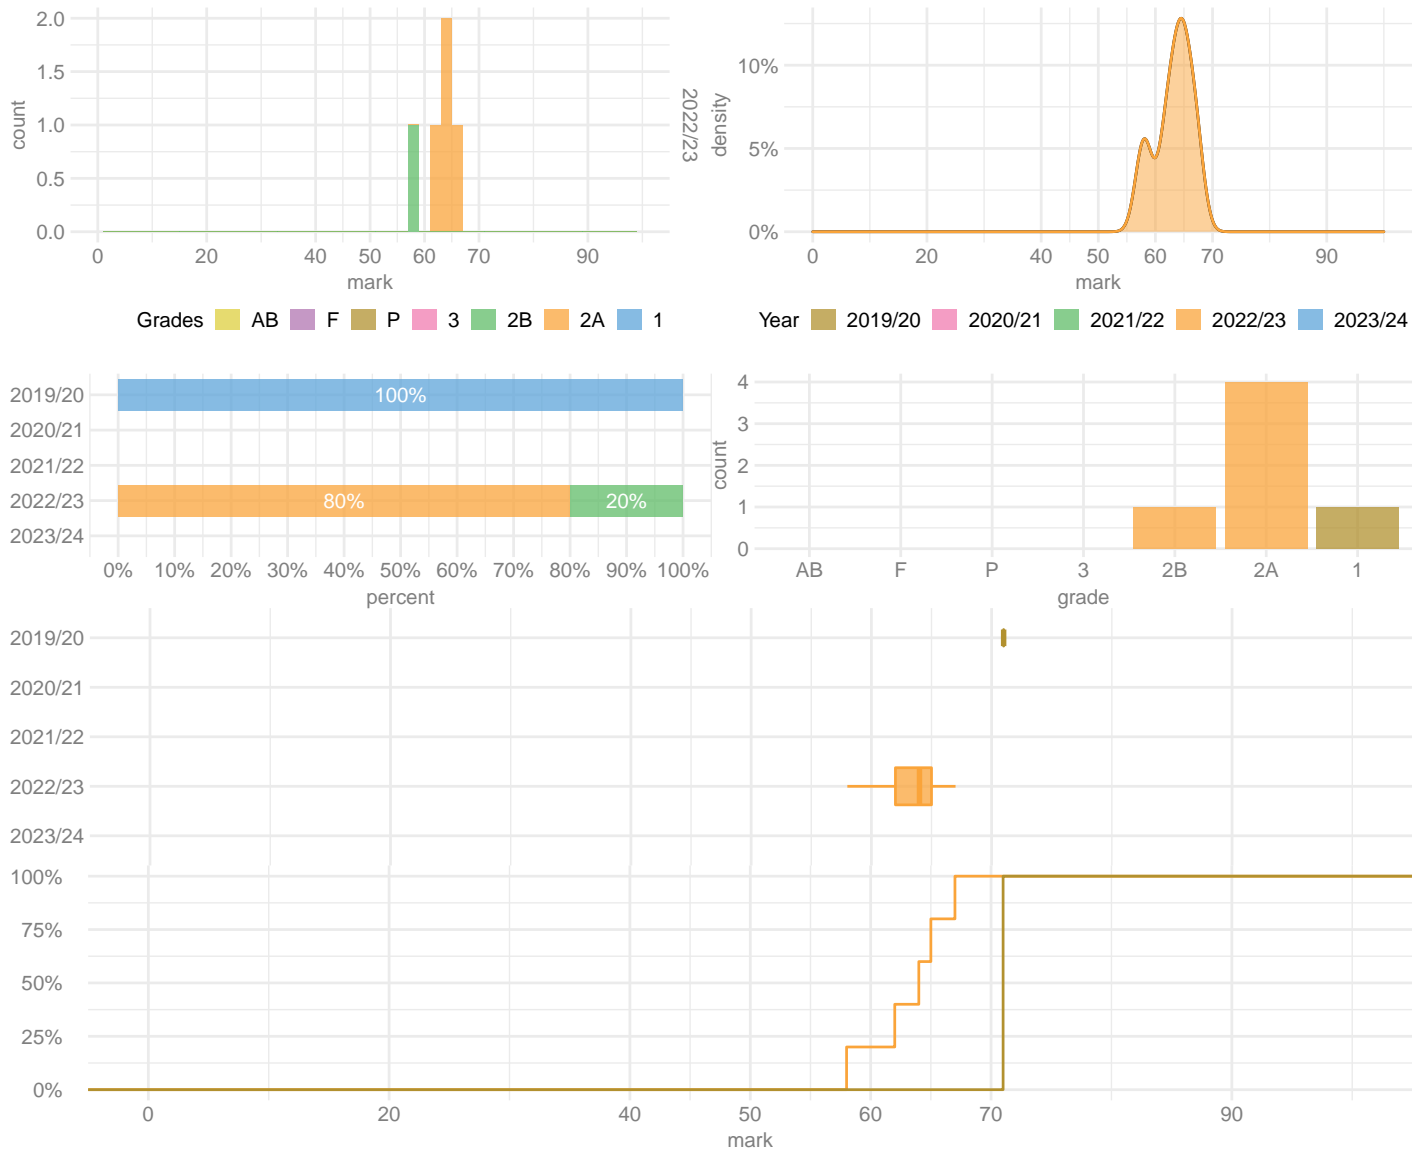 2.0
1.5
1.0
0.5
0.0
count
0 20 40 50 60 70 90
mark
2022/23
10%
5%
0%
density
0 20 40 50 60 70 90
mark
Grades AB F P 3 2B 2A 1
Year 2019/20 2020/21 2021/22 2022/23 2023/24
2019/20 100%
2020/21
2021/22
2022/23 80% 20%
2023/24
0% 10% 20% 30% 40% 50% 60% 70% 80% 90% 100%
percent
4
3
2
1
0
count
AB F P 3 2B 2A 1
grade
2019/20
2020/21
2021/22
2022/23
2023/24
100%
75%
50%
25%
0%
0 20 40 50 60 70 90
mark